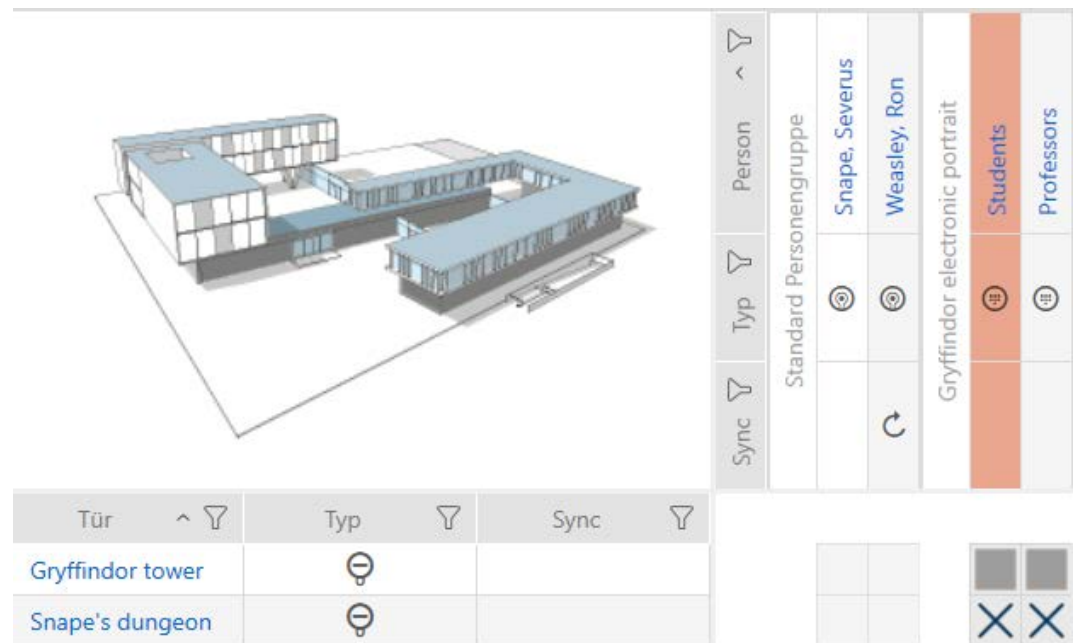 Person
Typ
Sync
Standard Personengruppe
Snape, Severus
Weasley, Ron
Gryffindor electronic portrait
Students
Professors
Tür
Typ
Sync
Gryffindor tower
Snape's dungeon